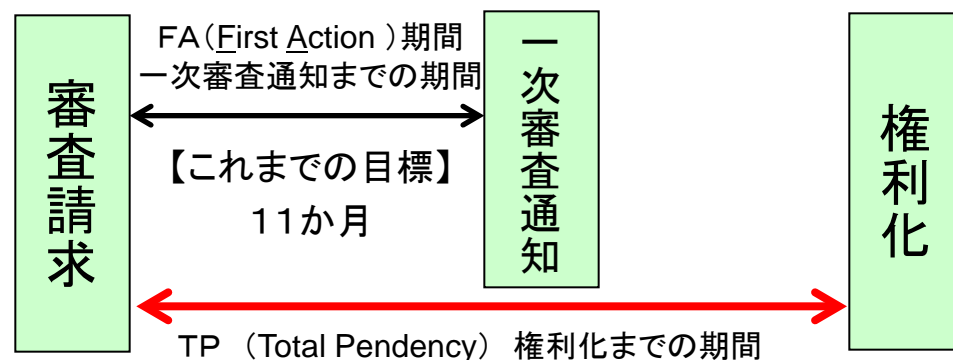 審査請求
FA（First Action ）期間
一次審査通知までの期間
【これまでの目標】
１１か月
一次審査通知
権利化
TP （Total Pendency） 権利化までの期間